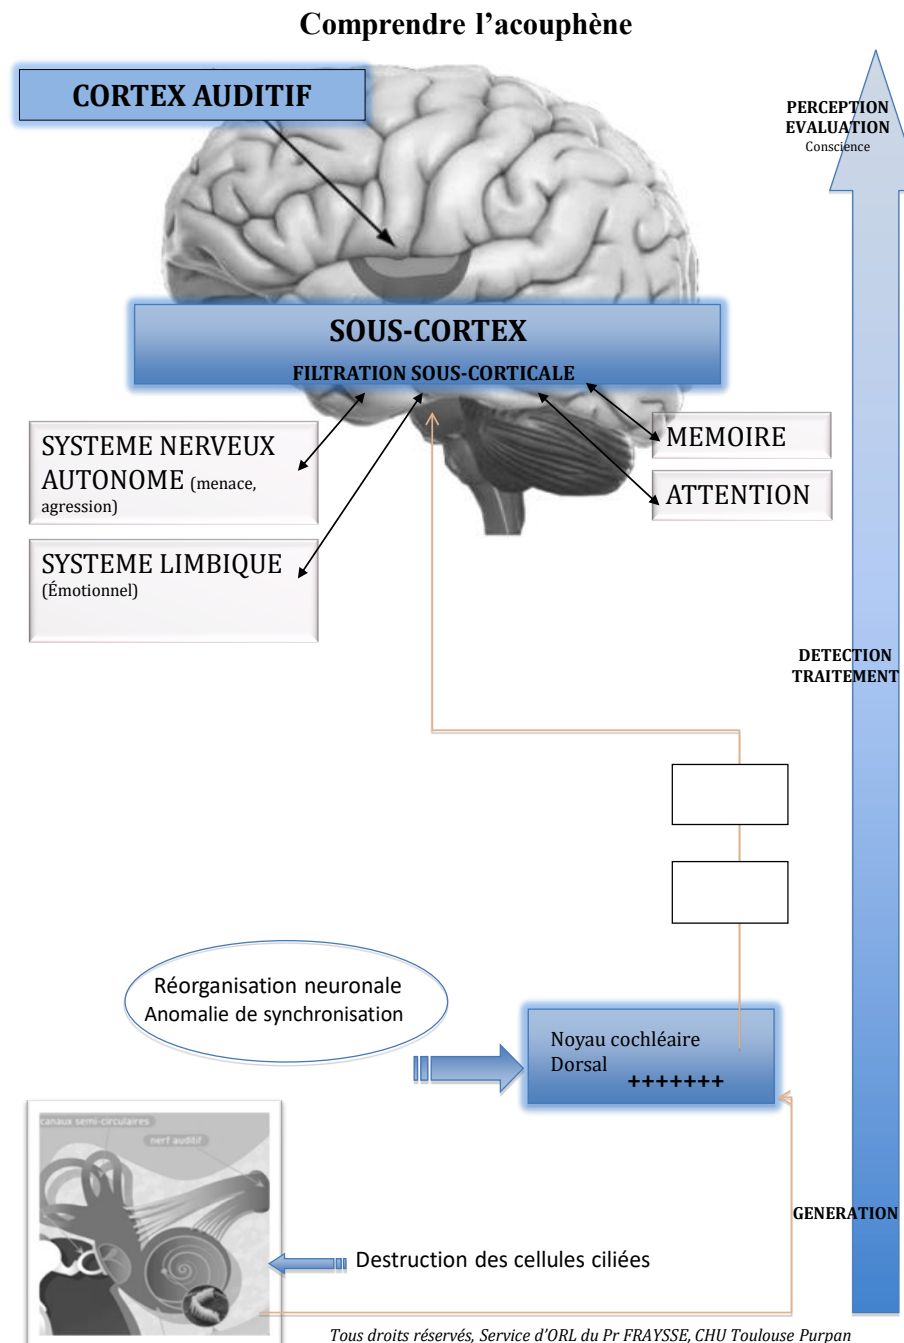 Comprendre l’acouphène
CORTEX AUDITIF
PERCEPTION
EVALUATION
Conscience
SOUS-CORTEX
FILTRATION SOUS-CORTICALE
SYSTEME NERVEUX
AUTONOME (menace,
agression)
MEMOIRE
ATTENTION
SYSTEME LIMBIQUE
(Émotionnel)
DETECTION
TRAITEMENT
Réorganisation neuronale
Anomalie de synchronisation
Noyau cochléaire
Dorsal
+++++++
canaux semi-circulaires
nerf auditif
GENERATION
Destruction des cellules ciliées
Tous droits réservés, Service d’ORL du Pr FRAYSSE, CHU Toulouse Purpan